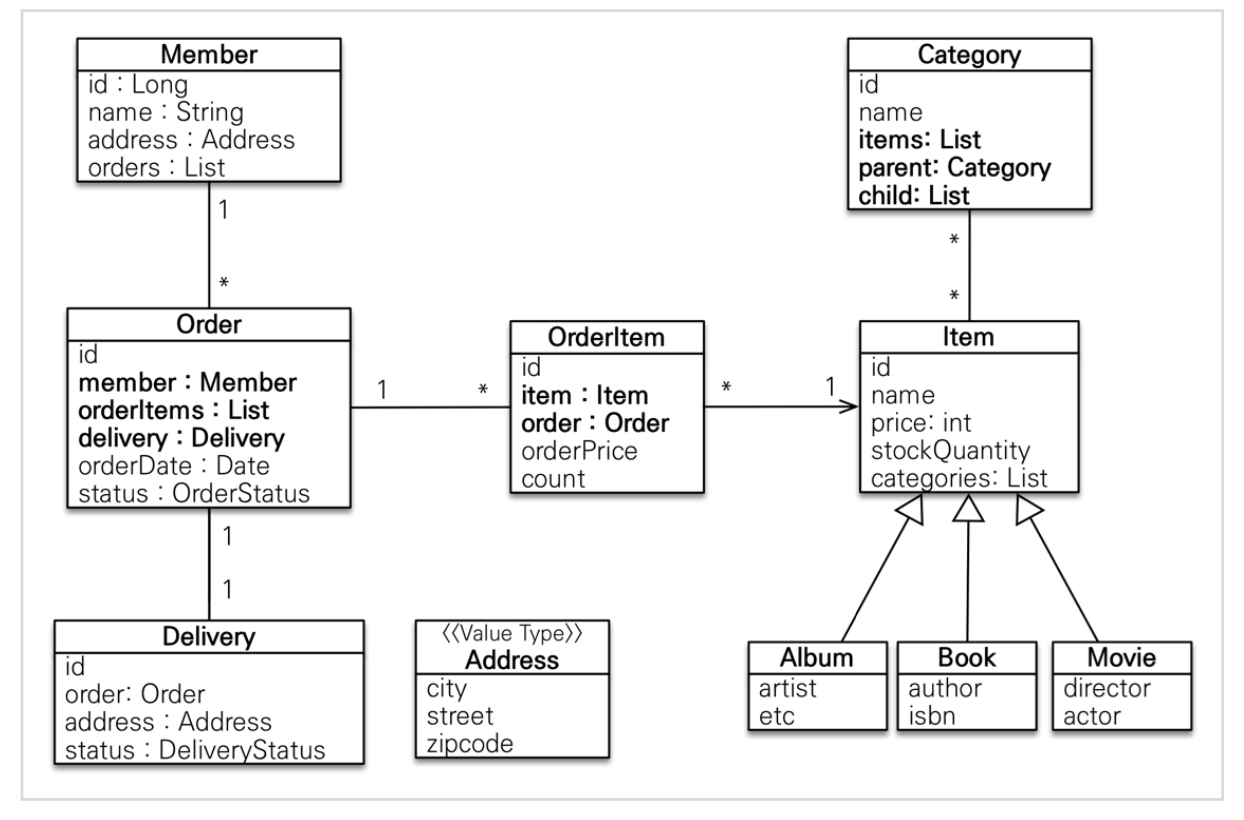 Member
id : Long
name : String
address : Address
orders : List
1
*
Order
id
member : Member
orderItems : List
delivery : Delivery
orderDate : Date
status : OrderStatus
1
*
OrderItem
id
item : Item
order : Order
orderPrice
count
*
1
Category
id
name
items: List
parent: Category
child: List
*
*
Item
id
name
price: int
stockQuantity
categories: List
1
1
Delivery
id
order: Order
address : Address
status : DeliveryStatus
《Value Type》
Address
city
street
zipcode
Album
artist
etc
Book
author
isbn
Movie
director
actor